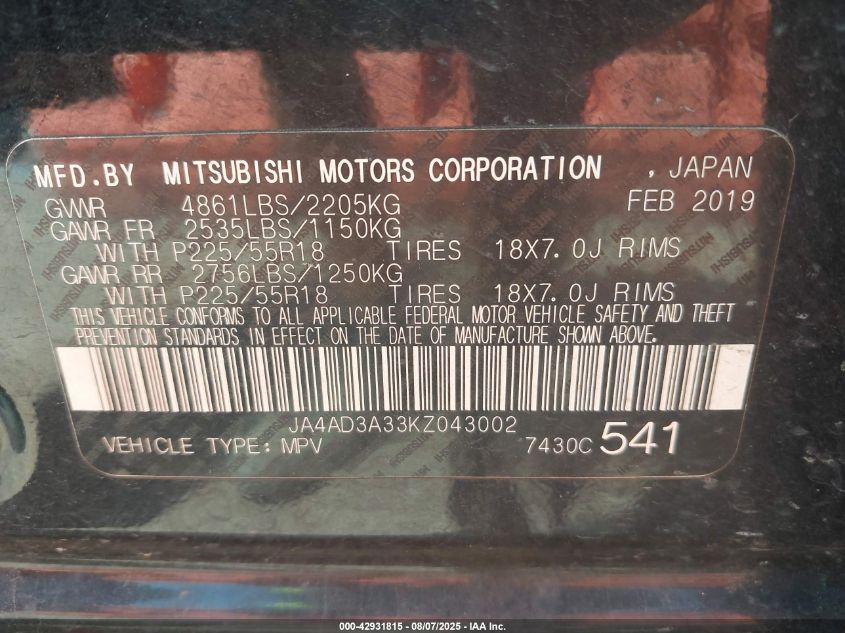 MFD.BY MITSUBISHI MOTORS CORPORATION , JAPAN
GVWR 4861LBS/2205KG FEB 2019
GAWR FR 2535LBS/1150KG
WITH P225/55R18 TIRES 18X7.0J RIMS
GAWR RR 2756LBS/1250KG
WITH P225/55R18 TIRES 18X7.0J RIMS
THIS VEHICLE CONFORMS TO ALL APPLICABLE FEDERAL MOTOR VEHICLE SAFETY AND THEFT
PREVENTION STANDARDS IN EFFECT ON THE DATE OF MANUFACTURE SHOWN ABOVE.
JA4AD3A33KZ043002
VEHICLE TYPE: MPV 7430C 541
000-42931815 - 08/07/2025 - IAA Inc.